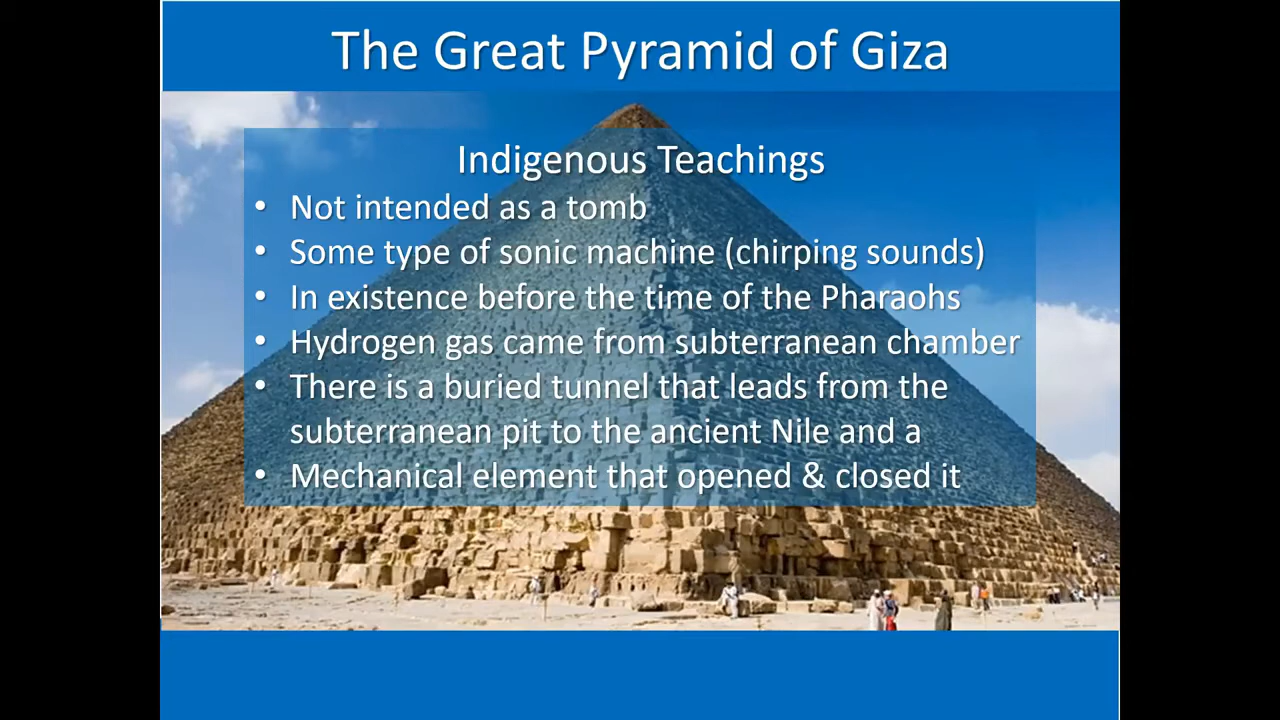 The Great Pyramid of Giza
Indigenous Teachings
• Not intended as a tomb
• Some type of sonic machine (chirping sounds)
• In existence before the time of the Pharaohs
• Hydrogen gas came from subterranean chamber
• There is a buried tunnel that leads from the
subterranean pit to the ancient Nile and a
• Mechanical element that opened & closed it